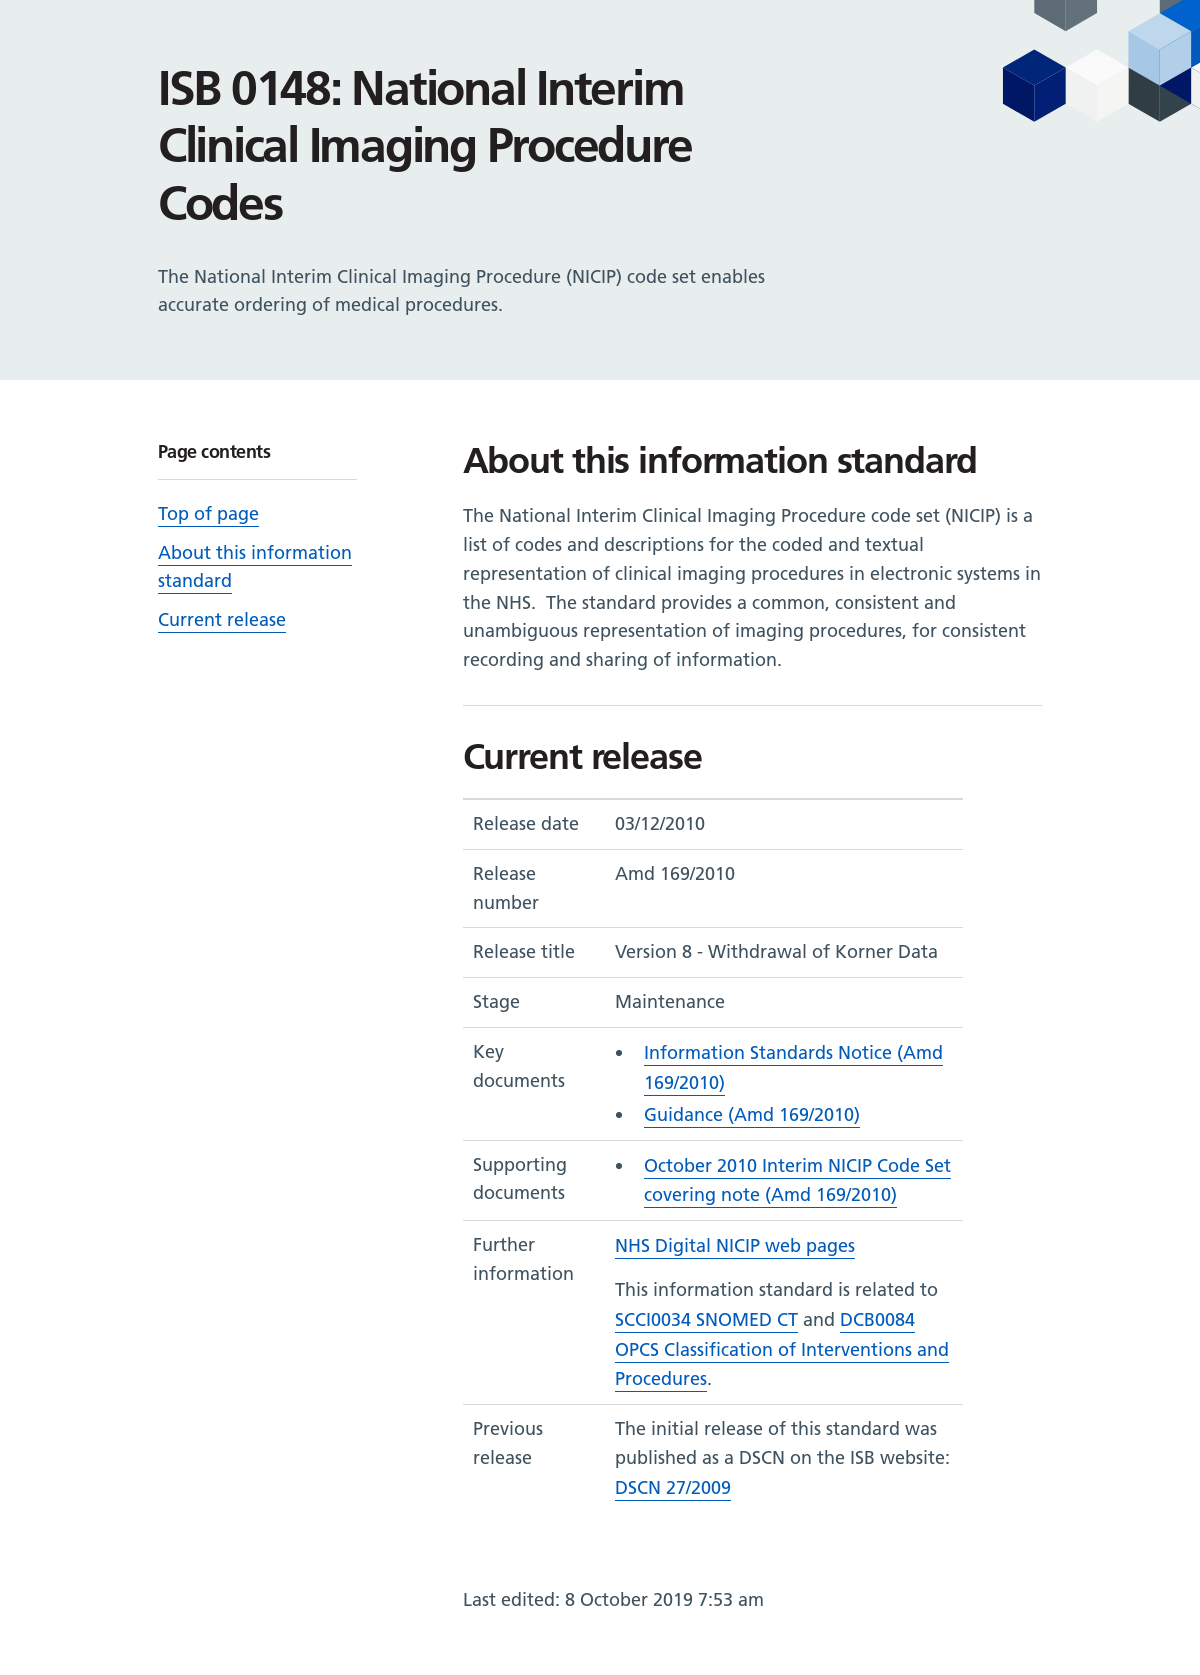 ISB 0148: National Interim
Clinical Imaging Procedure
Codes
The National Interim Clinical Imaging Procedure (NICIP) code set enables
accurate ordering of medical procedures.
Page contents
Top of page
About this information
standard
Current release
About this information standard
The National Interim Clinical Imaging Procedure code set (NICIP) is a
list of codes and descriptions for the coded and textual
representation of clinical imaging procedures in electronic systems in
the NHS.  The standard provides a common, consistent and
unambiguous representation of imaging procedures, for consistent
recording and sharing of information.
Current release
Release date 03/12/2010
Release Amd 169/2010
number
Release title Version 8 - Withdrawal of Korner Data
Stage Maintenance
Key • Information Standards Notice (Amd
documents 169/2010)
• Guidance (Amd 169/2010)
Supporting • October 2010 Interim NICIP Code Set
documents covering note (Amd 169/2010)
Further NHS Digital NICIP web pages
information
This information standard is related to
SCCI0034 SNOMED CT and DCB0084
OPCS Classification of Interventions and
Procedures.
Previous The initial release of this standard was
release published as a DSCN on the ISB website:
DSCN 27/2009
Last edited: 8 October 2019 7:53 am